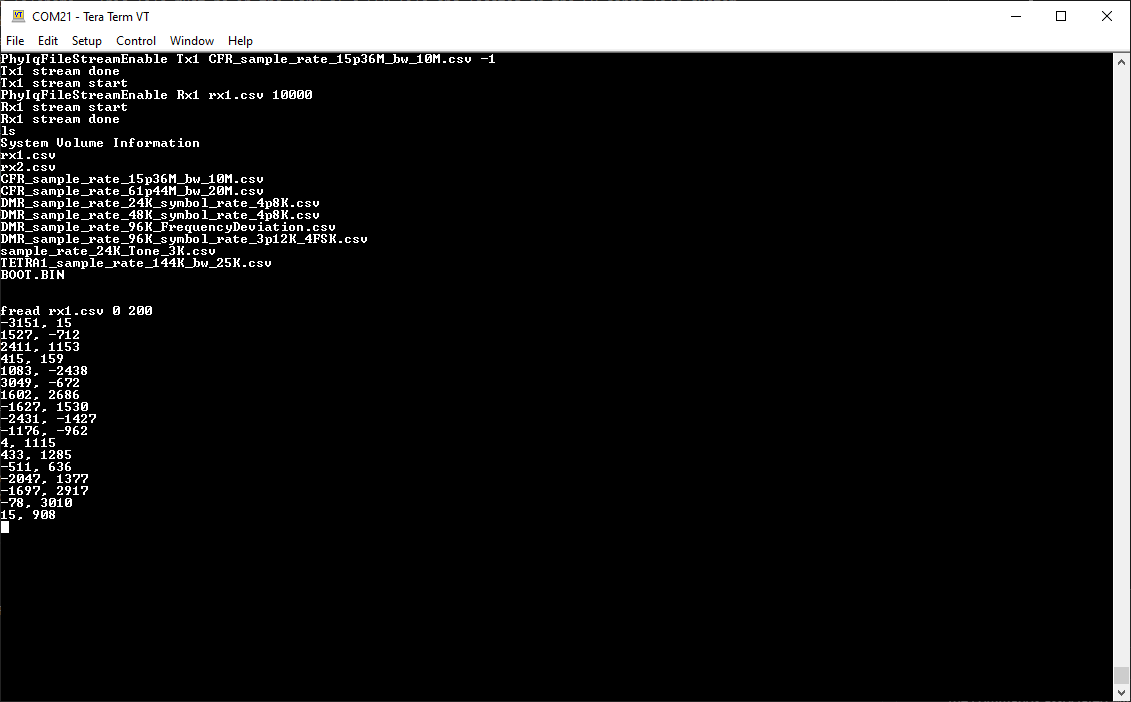 COM21 - Tera Term VT
File Edit Setup Control Window Help
PhyIqFileStreamEnable Tx1 CFR_sample_rate_15p36M_bw_10M.csv -1
Tx1 stream done
Tx1 stream start
PhyIqFileStreamEnable Rx1 rx1.csv 10000
Rx1 stream start
Rx1 stream done
ls
System Volume Information
rx1.csv
rx2.csv
CFR_sample_rate_15p36M_bw_10M.csv
CFR_sample_rate_61p44M_bw_20M.csv
DMR_sample_rate_24K_symbol_rate_4p8K.csv
DMR_sample_rate_48K_symbol_rate_4p8K.csv
DMR_sample_rate_96K_FrequencyDeviation.csv
DMR_sample_rate_96K_symbol_rate_3p12K_4FSK.csv
sample_rate_24K_Tone_3K.csv
TETRA1_sample_rate_144K_bw_25K.csv
BOOT.BIN
fread rx1.csv 0 200
-3151, 15
1527, -712
2411, 1153
415, 159
1083, -2438
3049, -672
1602, 2686
-1627, 1530
-2431, -1427
-1176, -962
4, 1115
433, 1285
-511, 636
-2047, 1377
-1697, 2917
-78, 3010
15, 908